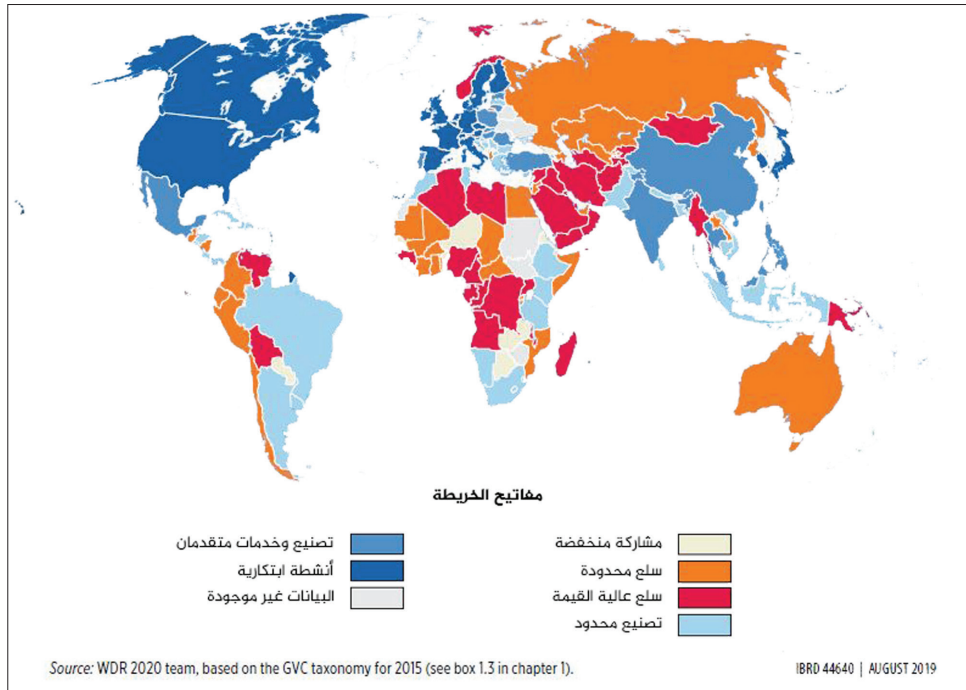 مفاتيح الخريطة
مشاركة منخفضة
سلع محدودة
سلع عالية القيمة
تصنيع محدود
تصنيع وخدمات متقدمان
أنشطة ابتكارية
البيانات غير موجودة
Source: WDR 2020 team, based on the GVC taxonomy for 2015 (see box 1.3 in chapter 1).
IBRD 44640 | AUGUST 2019